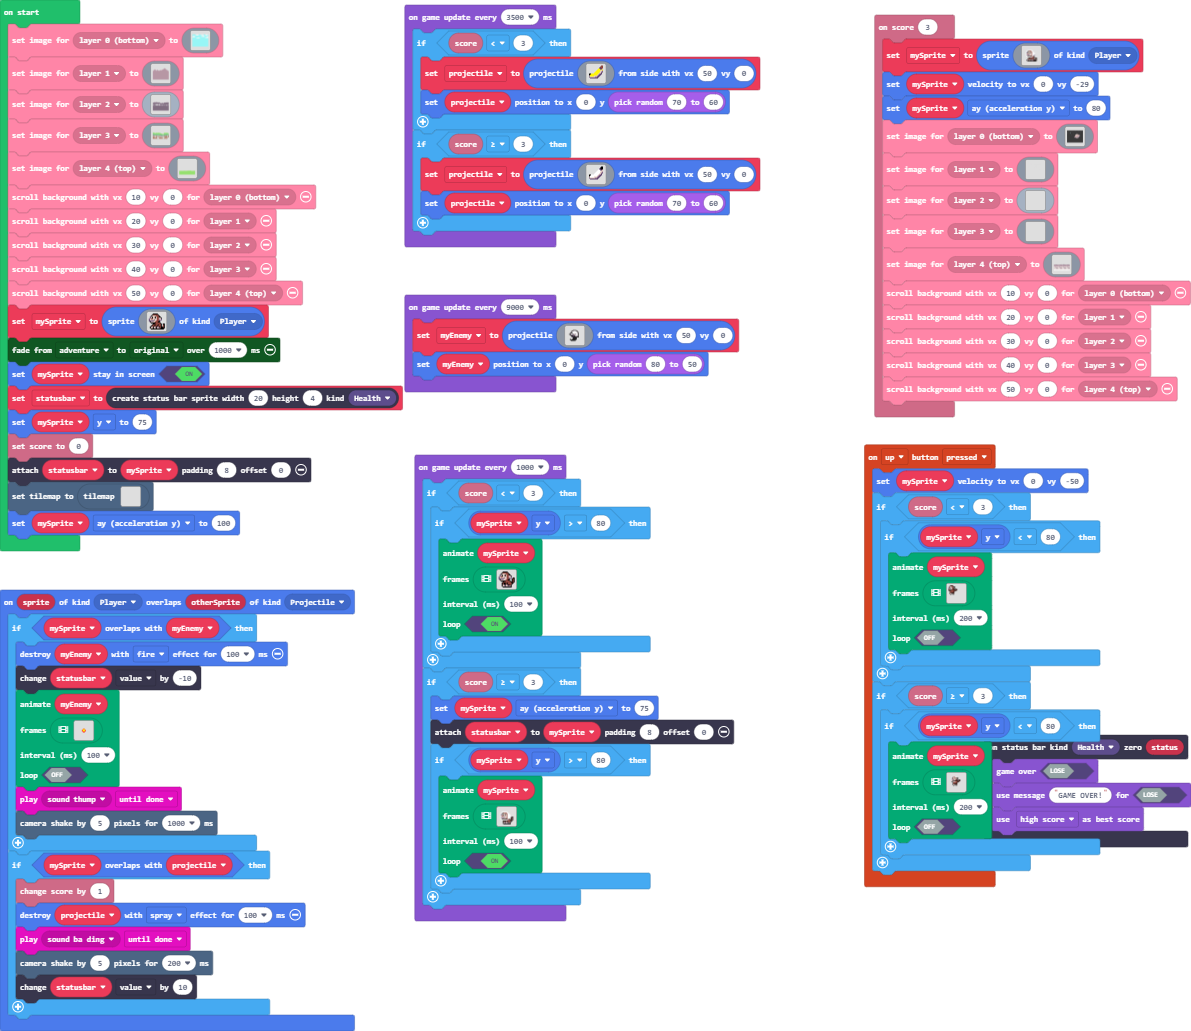 on start
set image for layer 0 (bottom) to
set image for layer 1 to
set image for layer 2 to
set image for layer 3 to
set image for layer 4 (top) to
scroll background with vx 10 vy 0 for layer 0 (bottom)
scroll background with vx 20 vy 0 for layer 1
scroll background with vx 30 vy 0 for layer 2
scroll background with vx 40 vy 0 for layer 3
scroll background with vx 50 vy 0 for layer 4 (top)
set mySprite to sprite of kind Player
fade from adventure to original over 1000 ms
set mySprite stay in screen ON
set statusbar to create status bar sprite width 20 height 4 kind Health
set mySprite y to 75
set score to 0
attach statusbar to mySprite padding 8 offset 0
set tilemap to tilemap
set mySprite ay (acceleration y) to 100
on sprite of kind Player overlaps otherSprite of kind Projectile
if mySprite overlaps with myEnemy then
destroy myEnemy with fire effect for 100 ms
change statusbar value by -10
animate myEnemy
frames
interval (ms) 100
loop OFF
play sound thump until done
camera shake by 5 pixels for 1000 ms
if mySprite overlaps with projectile then
change score by 1
destroy projectile with spray effect for 100 ms
play sound ba ding until done
camera shake by 5 pixels for 200 ms
change statusbar value by 10
on game update every 3500 ms
if score < 3 then
set projectile to projectile from side with vx 50 vy 0
set projectile position to x 0 y pick random 70 to 60
if score ≥ 3 then
set projectile to projectile from side with vx 50 vy 0
set projectile position to x 0 y pick random 70 to 60
on game update every 9000 ms
set myEnemy to projectile from side with vx 50 vy 0
set myEnemy position to x 0 y pick random 80 to 50
on game update every 1000 ms
if score < 3 then
if mySprite y > 80 then
animate mySprite
frames
interval (ms) 100
loop ON
if score ≥ 3 then
set mySprite ay (acceleration y) to 75
attach statusbar to mySprite padding 8 offset 0
if mySprite y > 80 then
animate mySprite
frames
interval (ms) 100
loop ON
on score 3
set mySprite to sprite of kind Player
set mySprite velocity to vx 0 vy -29
set mySprite ay (acceleration y) to 80
set image for layer 0 (bottom) to
set image for layer 1 to
set image for layer 2 to
set image for layer 3 to
set image for layer 4 (top) to
scroll background with vx 10 vy 0 for layer 0 (bottom)
scroll background with vx 20 vy 0 for layer 1
scroll background with vx 30 vy 0 for layer 2
scroll background with vx 40 vy 0 for layer 3
scroll background with vx 50 vy 0 for layer 4 (top)
on up button pressed
set mySprite velocity to vx 0 vy -50
if score < 3 then
if mySprite y < 80 then
animate mySprite
frames
interval (ms) 200
loop OFF
if score ≥ 3 then
if mySprite y < 80 then
animate mySprite
frames
interval (ms) 200
loop OFF
n status bar kind Health zero status
game over LOSE
use message "GAME OVER!" for LOSE
use high score as best score